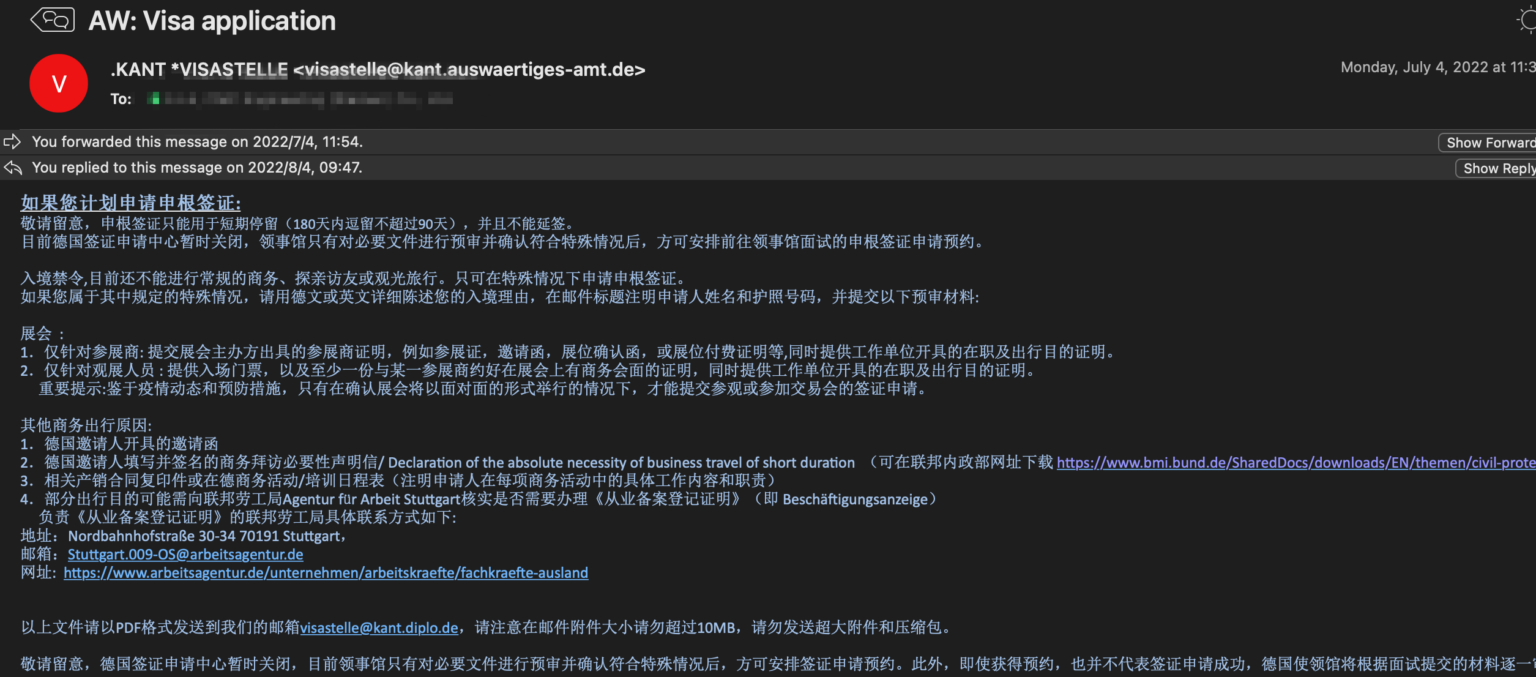 AW: Visa application
V
.KANT *VISASTELLE <visastelle@kant.auswaertiges-amt.de>
Monday, July 4, 2022 at 11:3
To:
You forwarded this message on 2022/7/4, 11:54.
Show Forward
You replied to this message on 2022/8/4, 09:47.
Show Reply
如果您计划申请申根签证:
敬请留意，申根签证只能用于短期停留（180天内逗留不超过90天），并且不能延签。
目前德国签证申请中心暂时关闭，领事馆只有对必要文件进行预审并确认符合特殊情况后，方可安排前往领事馆面试的申根签证申请预约。
入境禁令,目前还不能进行常规的商务、探亲访友或观光旅行。只可在特殊情况下申请申根签证。
如果您属于其中规定的特殊情况，请用德文或英文详细陈述您的入境理由，在邮件标题注明申请人姓名和护照号码，并提交以下预审材料:
展会 :
1. 仅针对参展商: 提交展会主办方出具的参展商证明，例如参展证，邀请函，展位确认函，或展位付费证明等,同时提供工作单位开具的在职及出行目的证明。
2. 仅针对观展人员 : 提供入场门票，以及至少一份与某一参展商约好在展会上有商务会面的证明，同时提供工作单位开具的在职及出行目的证明。
重要提示:鉴于疫情动态和预防措施，只有在确认展会将以面对面的形式举行的情况下，才能提交参观或参加交易会的签证申请。
其他商务出行原因:
1. 德国邀请人开具的邀请函
2. 德国邀请人填写并签名的商务拜访必要性声明信/ Declaration of the absolute necessity of business travel of short duration （可在联邦内政部网址下载 https://www.bmi.bund.de/SharedDocs/downloads/EN/themen/civil-prote
3. 相关产销合同复印件或在德商务活动/培训日程表（注明申请人在每项商务活动中的具体工作内容和职责）
4. 部分出行目的可能需向联邦劳工局Agentur für Arbeit Stuttgart核实是否需要办理《从业备案登记证明》（即 Beschäftigungsanzeige）
负责《从业备案登记证明》的联邦劳工局具体联系方式如下:
地址：Nordbahnhofstraße 30-34 70191 Stuttgart，
邮箱：Stuttgart.009-OS@arbeitsagentur.de
网址: https://www.arbeitsagentur.de/unternehmen/arbeitskraefte/fachkraefte-ausland
以上文件请以PDF格式发送到我们的邮箱visastelle@kant.diplo.de，请注意在邮件附件大小请勿超过10MB，请勿发送超大附件和压缩包。
敬请留意，德国签证申请中心暂时关闭，目前领事馆只有对必要文件进行预审并确认符合特殊情况后，方可安排签证申请预约。此外，即使获得预约，也并不代表签证申请成功，德国使领馆将根据面试提交的材料逐一